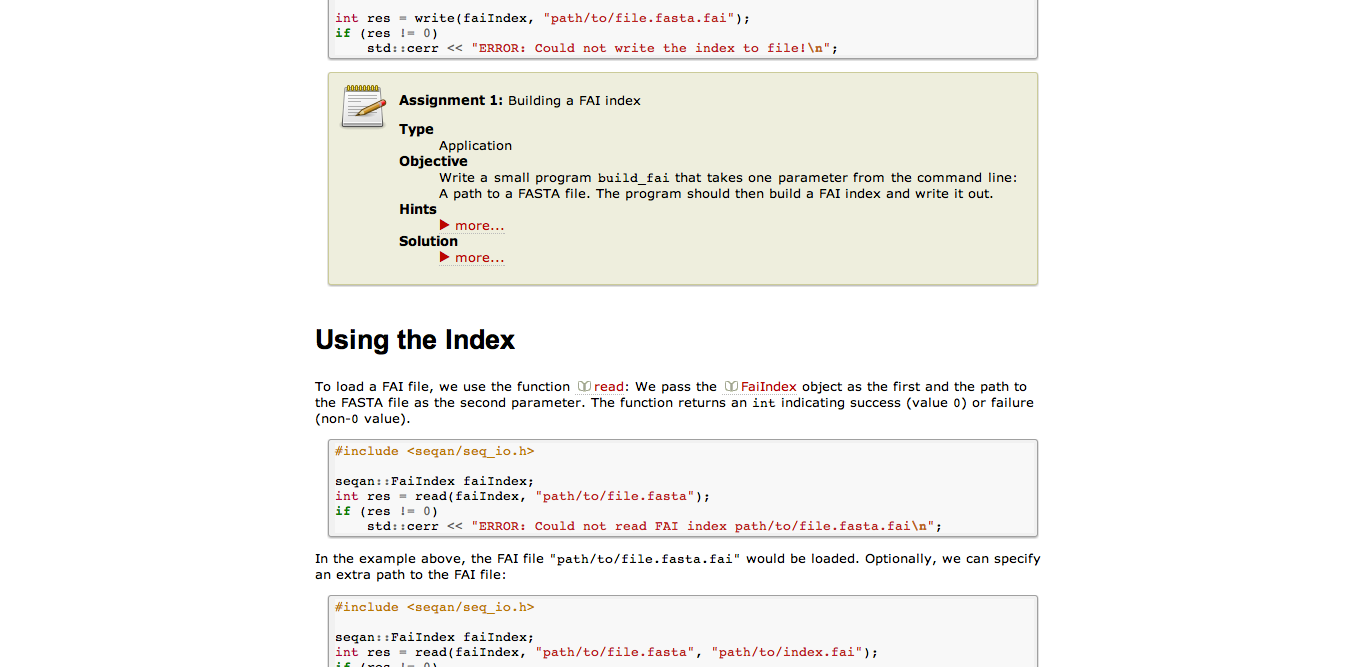 int res = write(faiIndex, "path/to/file.fasta.fai");
if (res != 0)
    std::cerr << "ERROR: Could not write the index to file!\n";
Assignment 1: Building a FAI index
Type
Application
Objective
Write a small program build_fai that takes one parameter from the command line:
A path to a FASTA file. The program should then build a FAI index and write it out.
Hints
more...
Solution
more...
Using the Index
To load a FAI file, we use the function read: We pass the FaiIndex object as the first and the path to
the FASTA file as the second parameter. The function returns an int indicating success (value 0) or failure
(non-0 value).
#include <seqan/seq_io.h>
seqan::FaiIndex faiIndex;
int res = read(faiIndex, "path/to/file.fasta");
if (res != 0)
    std::cerr << "ERROR: Could not read FAI index path/to/file.fasta.fai\n";
In the example above, the FAI file "path/to/file.fasta.fai" would be loaded. Optionally, we can specify
an extra path to the FAI file:
#include <seqan/seq_io.h>
seqan::FaiIndex faiIndex;
int res = read(faiIndex, "path/to/file.fasta", "path/to/index.fai");
if (res != 0)